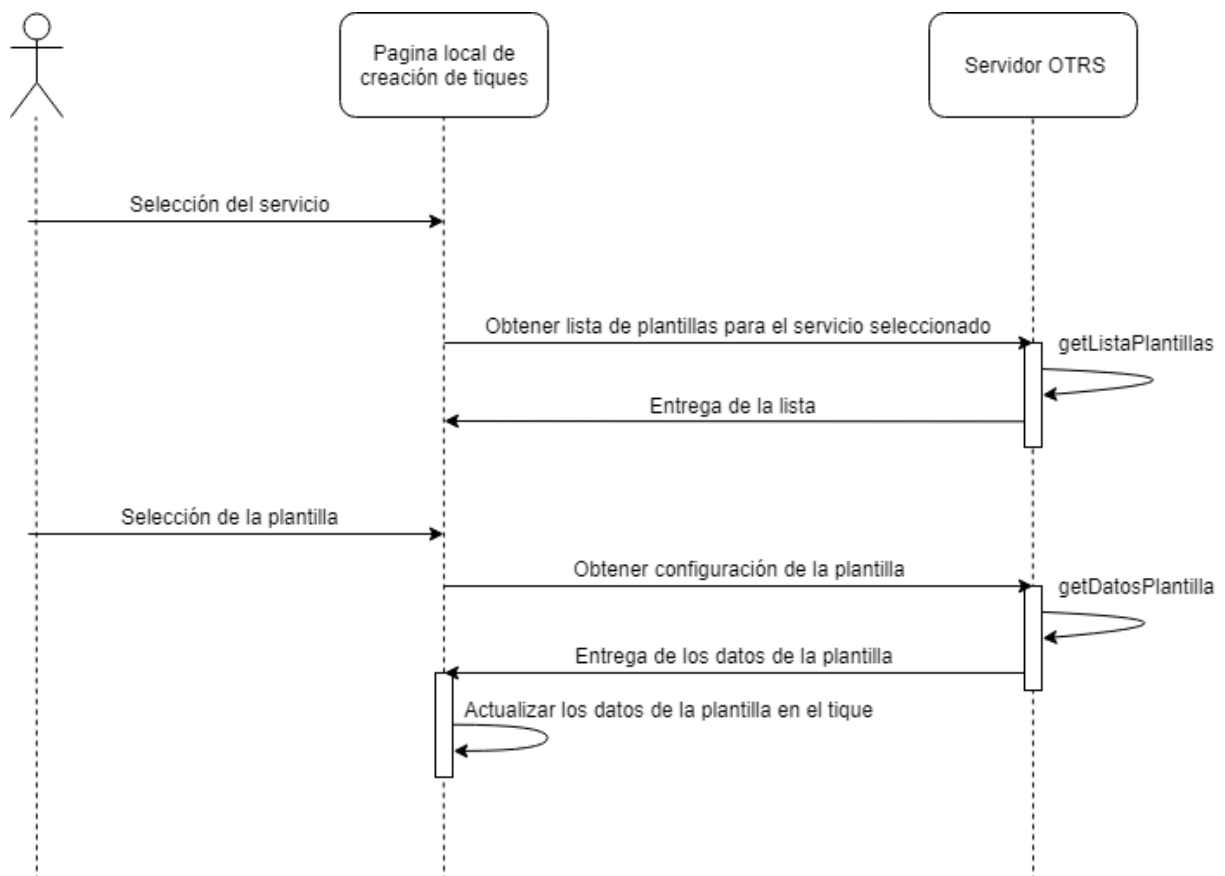 Pagina local de
creación de tiques
Servidor OTRS
Selección del servicio
Obtener lista de plantillas para el servicio seleccionado
getListaPlantillas
Entrega de la lista
Selección de la plantilla
Obtener configuración de la plantilla
getDatosPlantilla
Entrega de los datos de la plantilla
Actualizar los datos de la plantilla en el tique